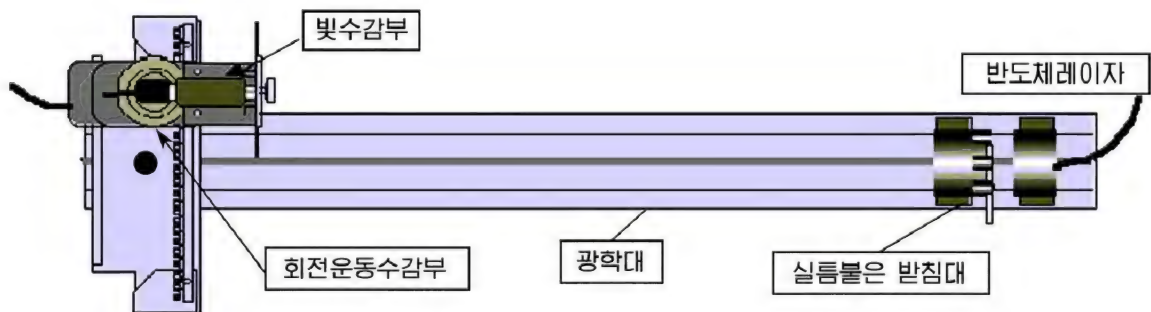 빛수감부
반도체레이자
회전운동수감부
광학대
실틈붙은 받침대